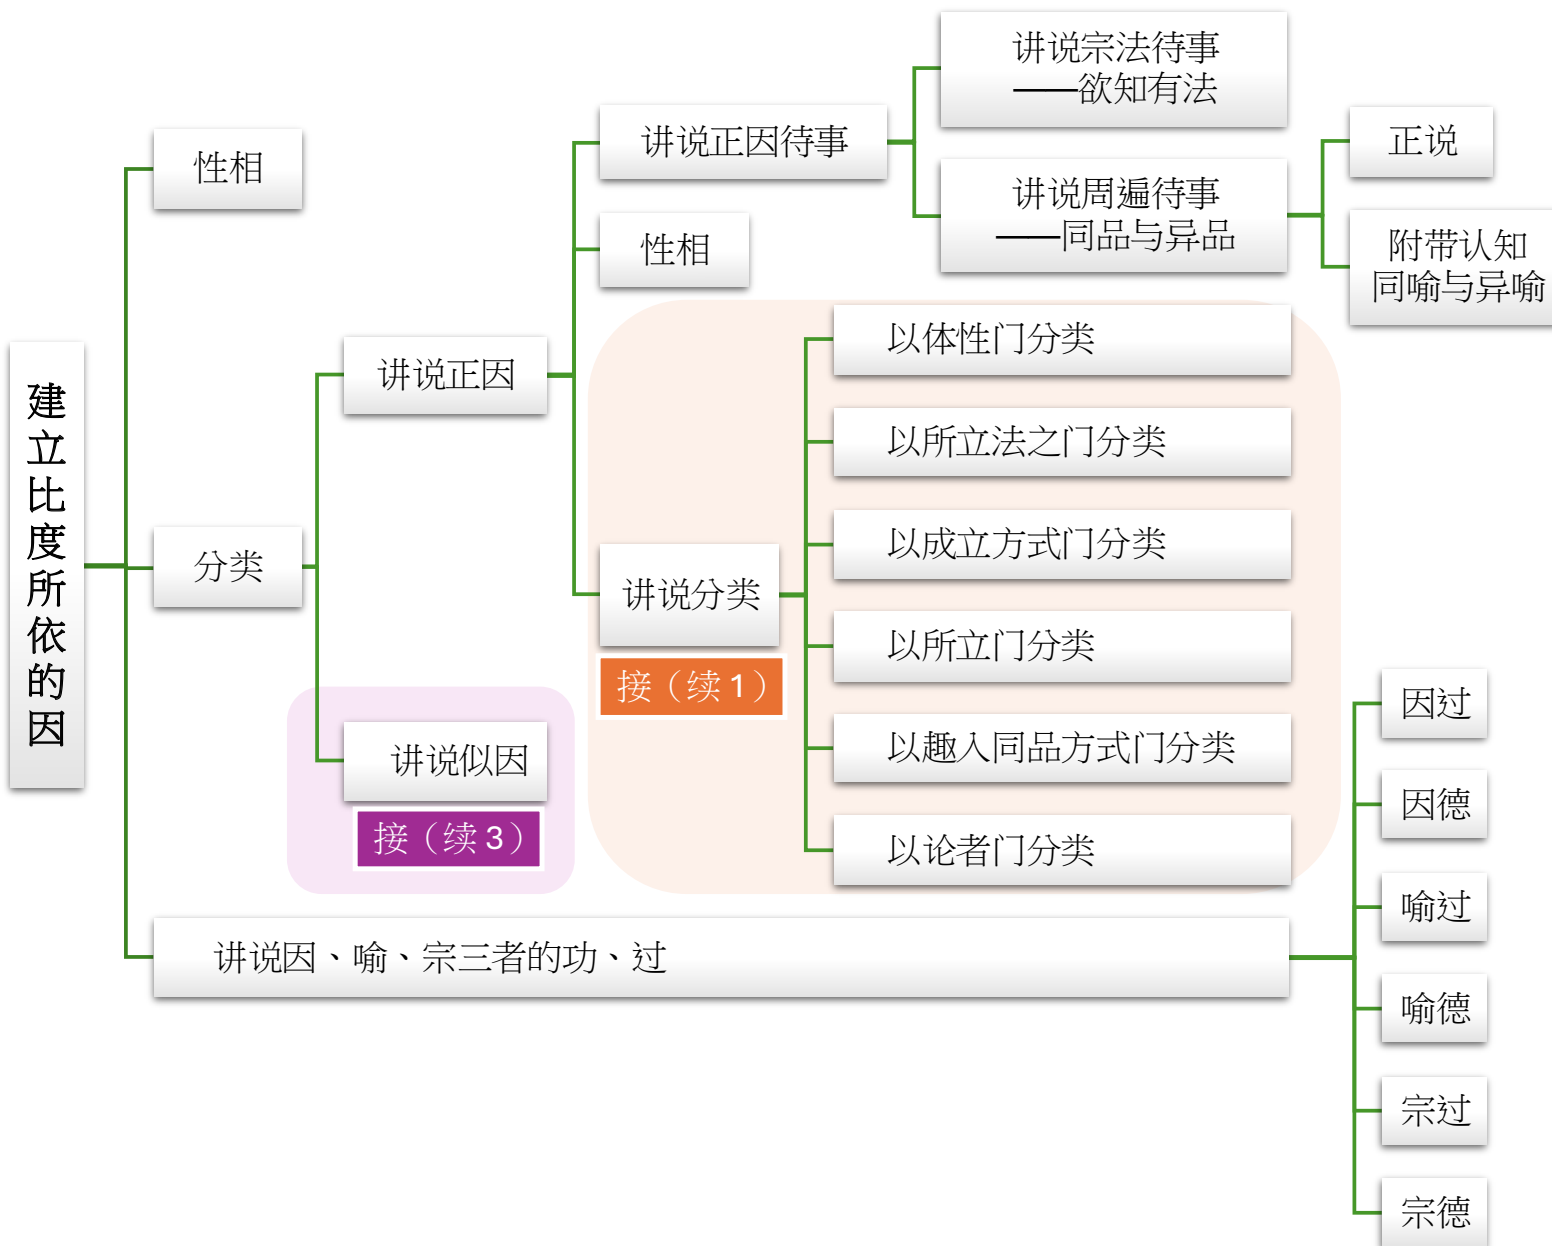 建立比度所依的因
性相
分类
讲说正因
讲说正因待事
讲说宗法待事
——欲知有法
讲说周遍待事
——同品与异品
正说
附带认知
同喻与异喻
性相
讲说分类
接（续1）
以体性门分类
以所立法之门分类
以成立方式门分类
以所立门分类
以趣入同品方式门分类
以论者门分类
讲说似因
接（续3）
讲说因、喻、宗三者的功、过
因过
因德
喻过
喻德
宗过
宗德